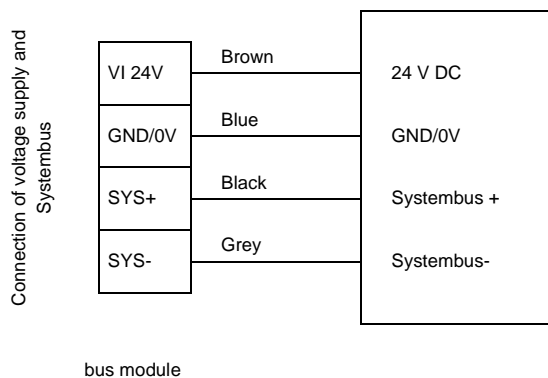 Connection of voltage supply and
Systembus
VI 24V
Brown
24 V DC
GND/0V
Blue
GND/0V
SYS+
Black
Systembus +
SYS-
Grey
Systembus-
bus module